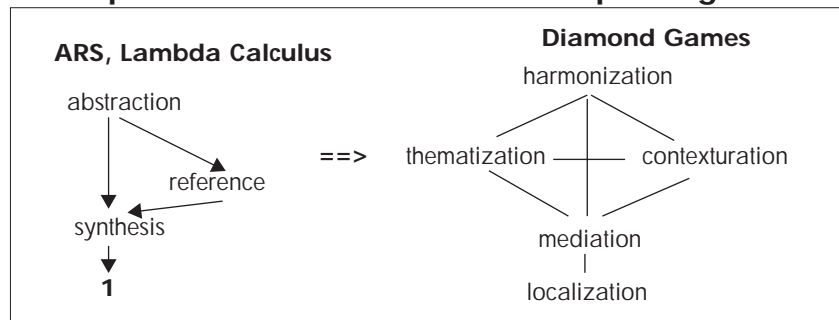 ARS, Lambda Calculus
abstraction
reference
synthesis
1
==>
Diamond Games
harmonization
thematization
contexturation
mediation
localization